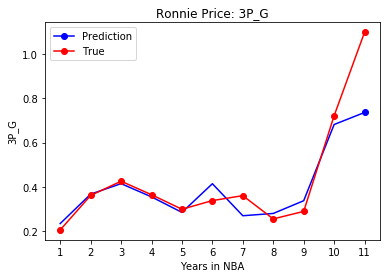 Ronnie Price: 3P_G
Prediction
True
3P_G
1.0
0.8
0.6
0.4
0.2
1 2 3 4 5 6 7 8 9 10 11
Years in NBA